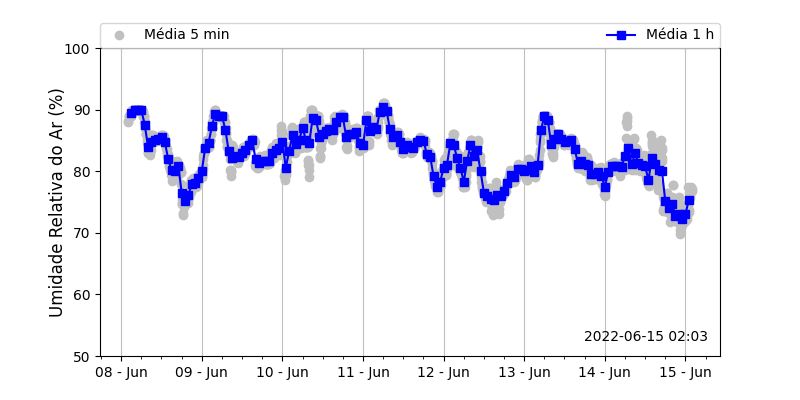 Média 5 min
Média 1 h
100
90
80
70
60
50
Umidade Relativa do Ar (%)
2022-06-15 02:03
08 - Jun
09 - Jun
10 - Jun
11 - Jun
12 - Jun
13 - Jun
14 - Jun
15 - Jun